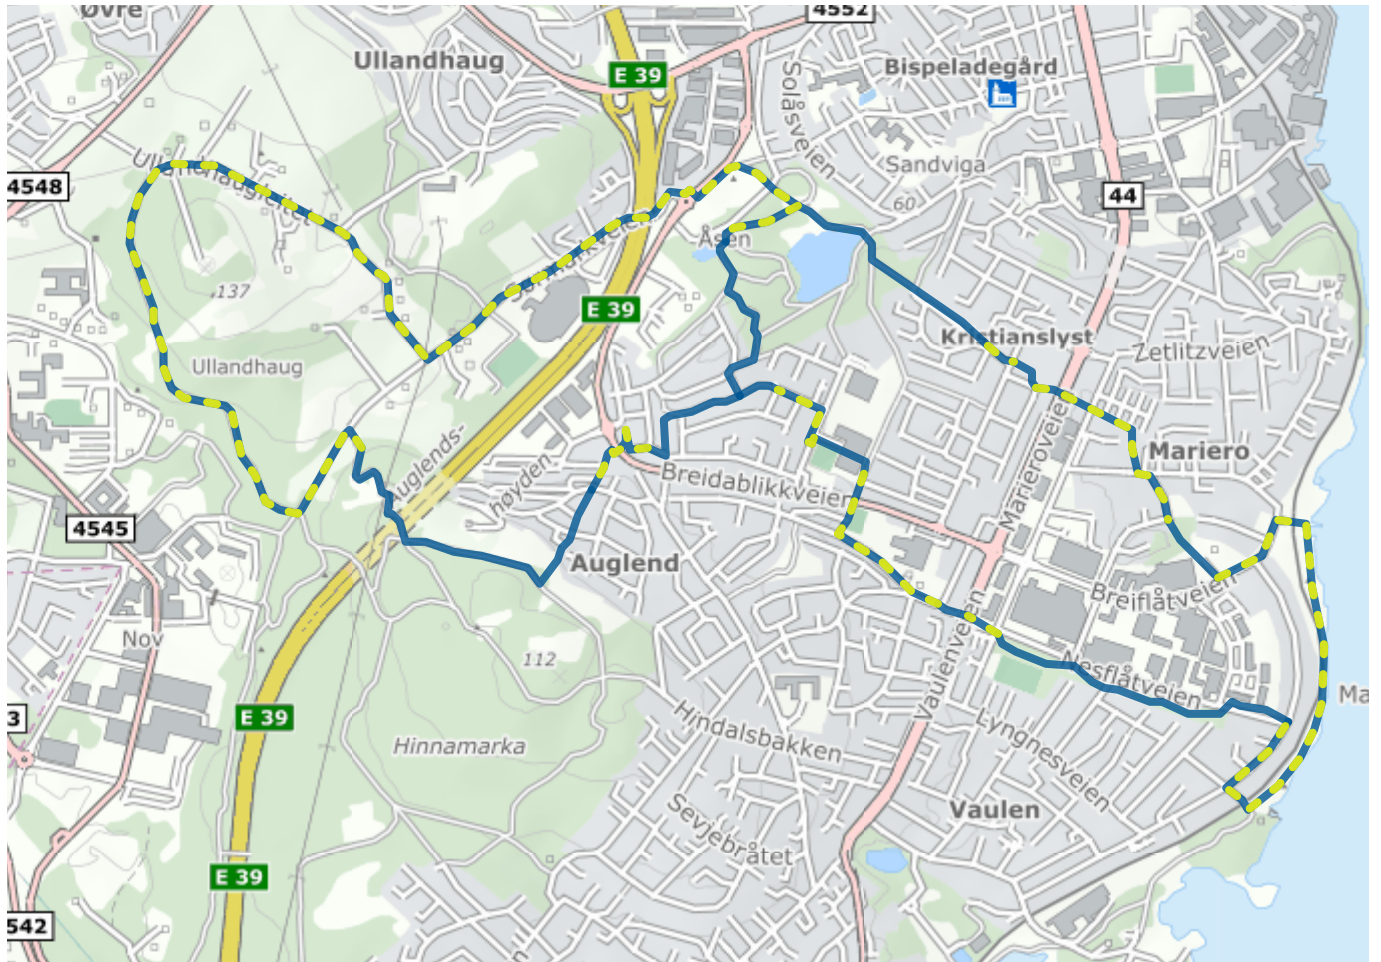 Øvre
4552
Ullandhaug
E 39
Solåsveien
Bispeladegård
Sandviga
4548
Ullandhaugleitet
44
60
Åsen
Sørmarkveien
137
E 39
Kristianslyst
Zetlitzveien
Ullandhaug
Marieroveien
Mariero
Auglends-
høyden
Breidablikkveien
4545
Auglend
Breiflåtveien
Nov
112
Nesflåtveien
Vaulenveien
Ma
3
E 39
Hinnamarka
Hindalsbakken
Lyngnesveien
Vaulen
Sevjebråtet
E 39
542